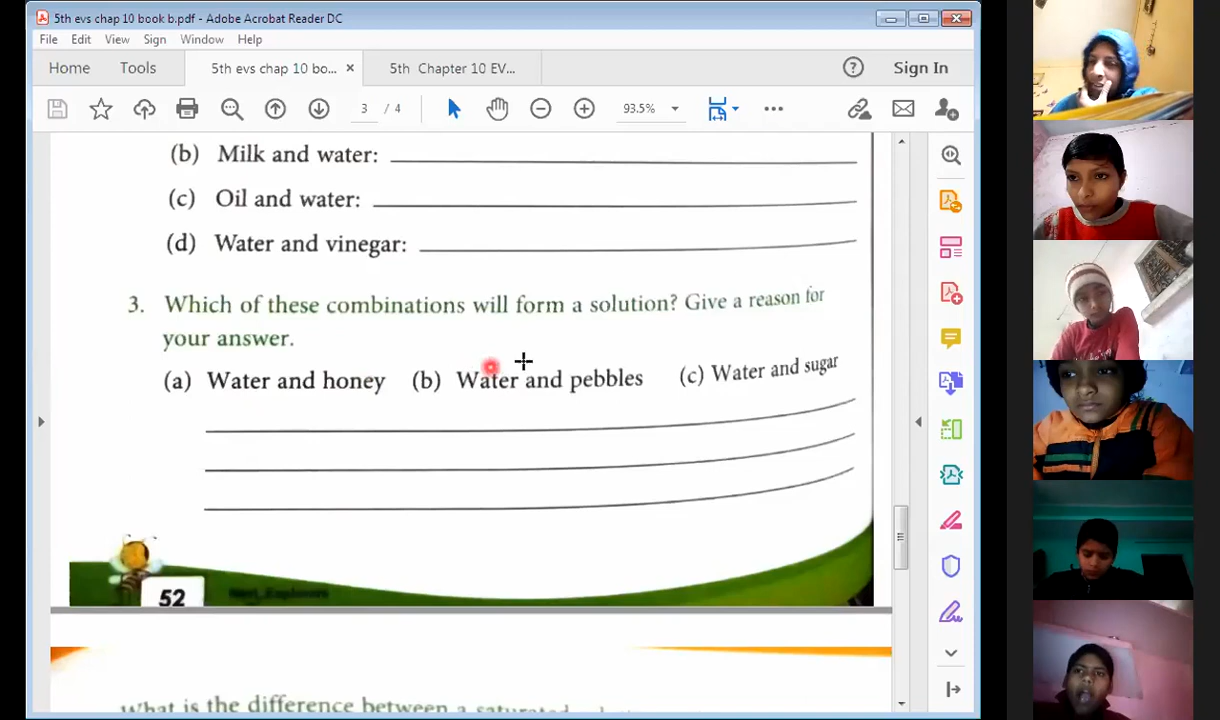 5th evs chap 10 book b.pdf - Adobe Acrobat Reader DC
File Edit View Sign Window Help
Home Tools 5th evs chap 10 bo... × 5th Chapter 10 EV... Sign In
3 / 4 93.5%
(b) Milk and water:
(c) Oil and water:
(d) Water and vinegar:
3. Which of these combinations will form a solution? Give a reason for
your answer.
(a) Water and honey (b) Water and pebbles (c) Water and sugar
52
What is the difference between a saturated